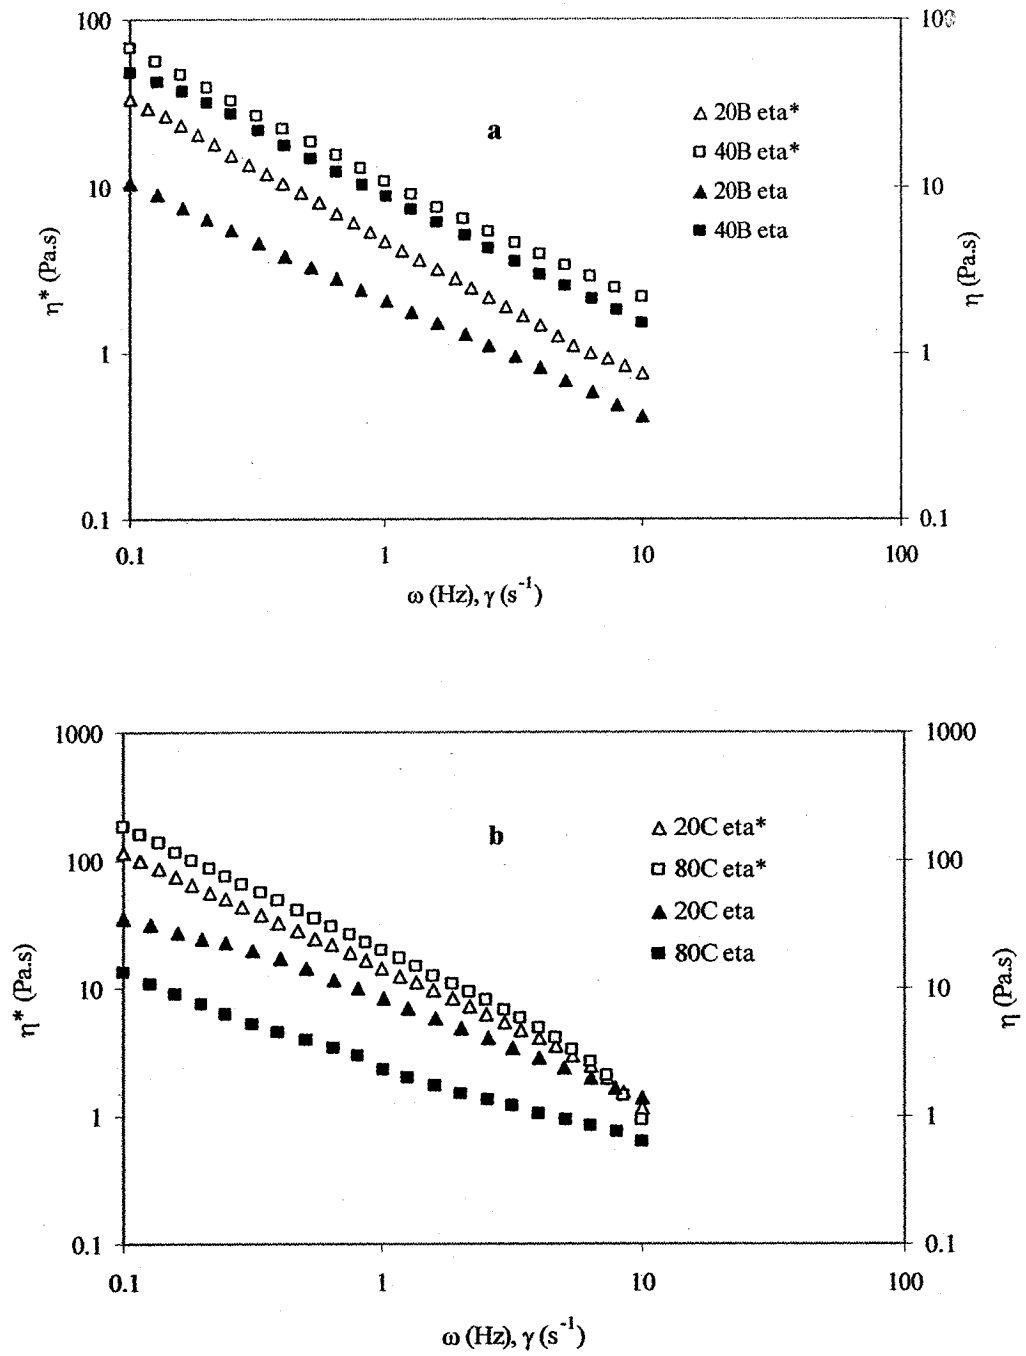 100
10
1
0.1
η* (Pa.s)
100
10
1
0.1
η (Pa.s)
a
20B eta*
40B eta*
20B eta
40B eta
0.1 1 10 100
ω (Hz), γ (s⁻¹)
1000
100
10
1
0.1
η* (Pa.s)
1000
100
10
1
0.1
η (Pa.s)
b
20C eta*
80C eta*
20C eta
80C eta
0.1 1 10 100
ω (Hz), γ (s⁻¹)